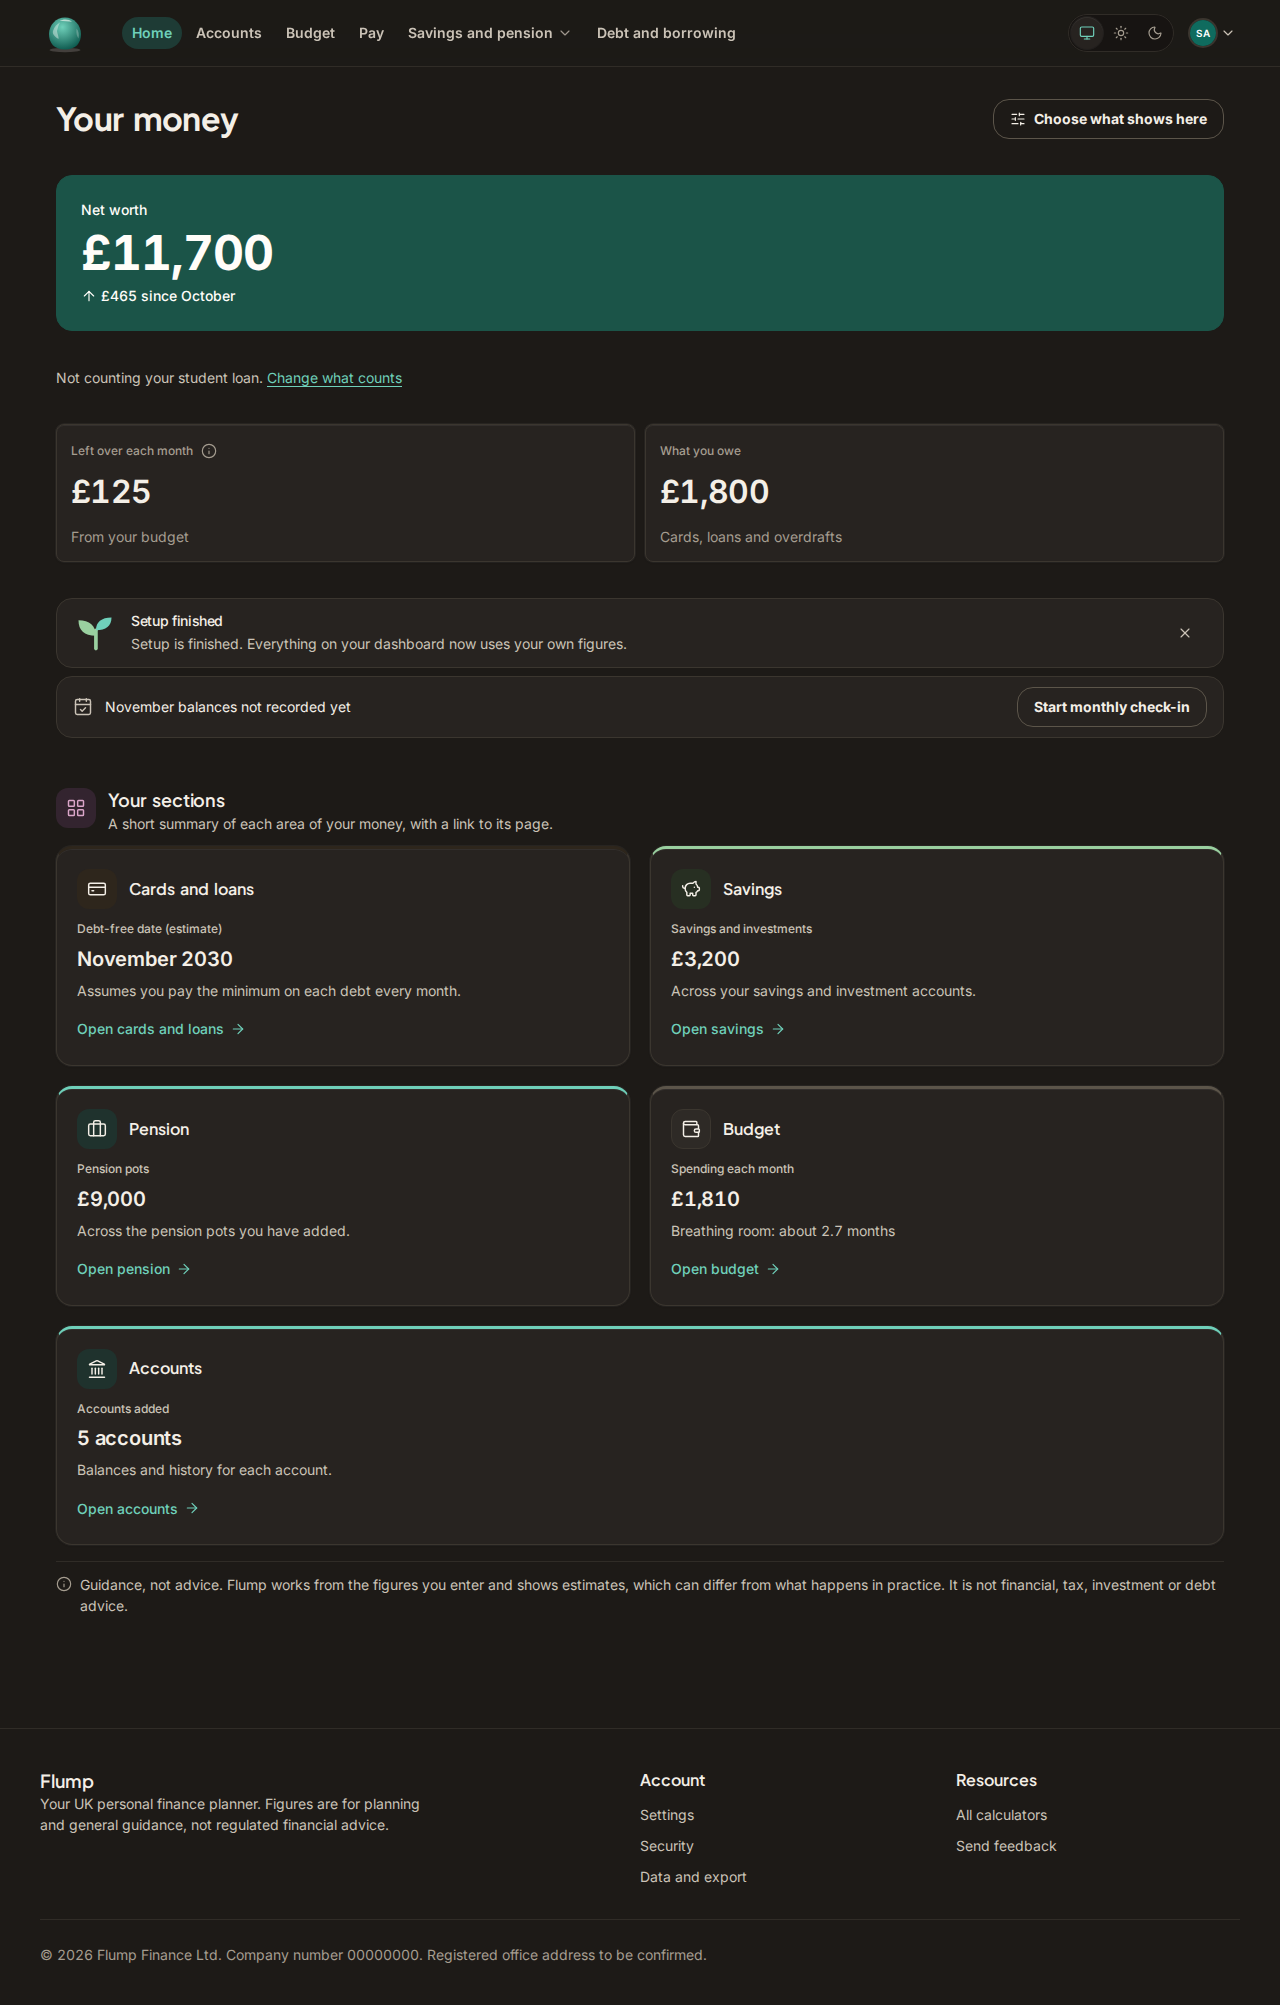 Home
Accounts
Budget
Pay
Savings and pension
Debt and borrowing
SA
Your money
Choose what shows here
Net worth
£11,700
£465 since October
Not counting your student loan. Change what counts
Left over each month
£125
From your budget
What you owe
£1,800
Cards, loans and overdrafts
Setup finished
Setup is finished. Everything on your dashboard now uses your own figures.
November balances not recorded yet
Start monthly check-in
Your sections
A short summary of each area of your money, with a link to its page.
Cards and loans
Debt-free date (estimate)
November 2030
Assumes you pay the minimum on each debt every month.
Open cards and loans
Savings
Savings and investments
£3,200
Across your savings and investment accounts.
Open savings
Pension
Pension pots
£9,000
Across the pension pots you have added.
Open pension
Budget
Spending each month
£1,810
Breathing room: about 2.7 months
Open budget
Accounts
Accounts added
5 accounts
Balances and history for each account.
Open accounts
Guidance, not advice. Flump works from the figures you enter and shows estimates, which can differ from what happens in practice. It is not financial, tax, investment or debt
advice.
Flump
Your UK personal finance planner. Figures are for planning
and general guidance, not regulated financial advice.
Account
Settings
Security
Data and export
Resources
All calculators
Send feedback
© 2026 Flump Finance Ltd. Company number 00000000. Registered office address to be confirmed.